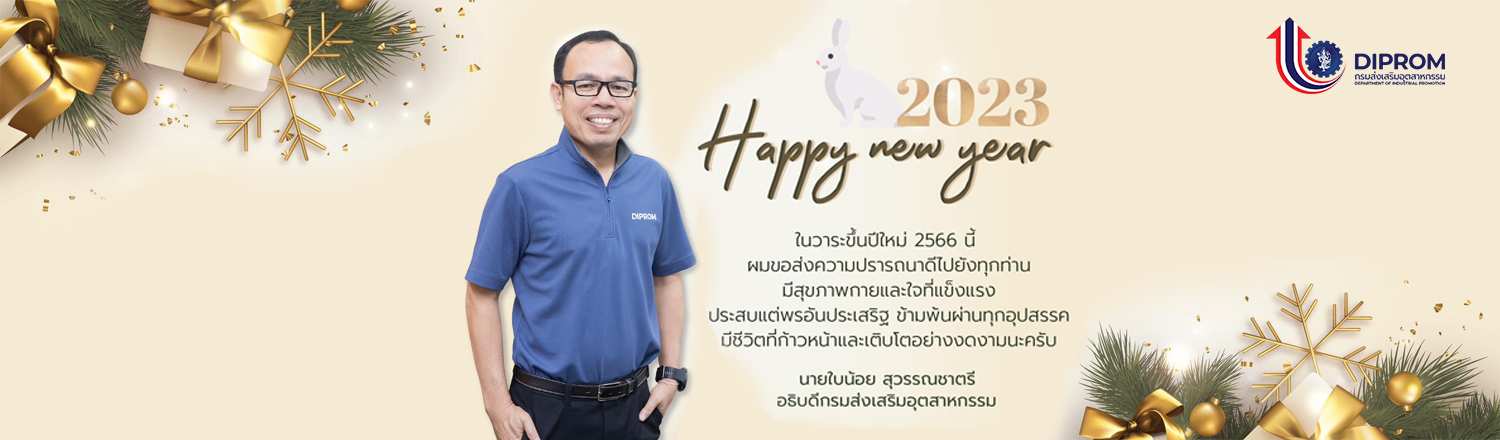 DIPROM
กรมส่งเสริมอุตสาหกรรม
DEPARTMENT OF INDUSTRIAL PROMOTION
2023
Happy new year
DIPROM
ในวาระขึ้นปีใหม่ 2566 นี้
ผมขอส่งความปรารถนาดีไปยังทุกท่าน
มีสุขภาพกายและใจที่แข็งแรง
ประสบแต่พรอันประเสริฐ ข้ามพ้นผ่านทุกอุปสรรค
มีชีวิตที่ก้าวหน้าและเติบโตอย่างงดงามนะครับ
นายใบน้อย สุวรรณชาตรี
อธิบดีกรมส่งเสริมอุตสาหกรรม